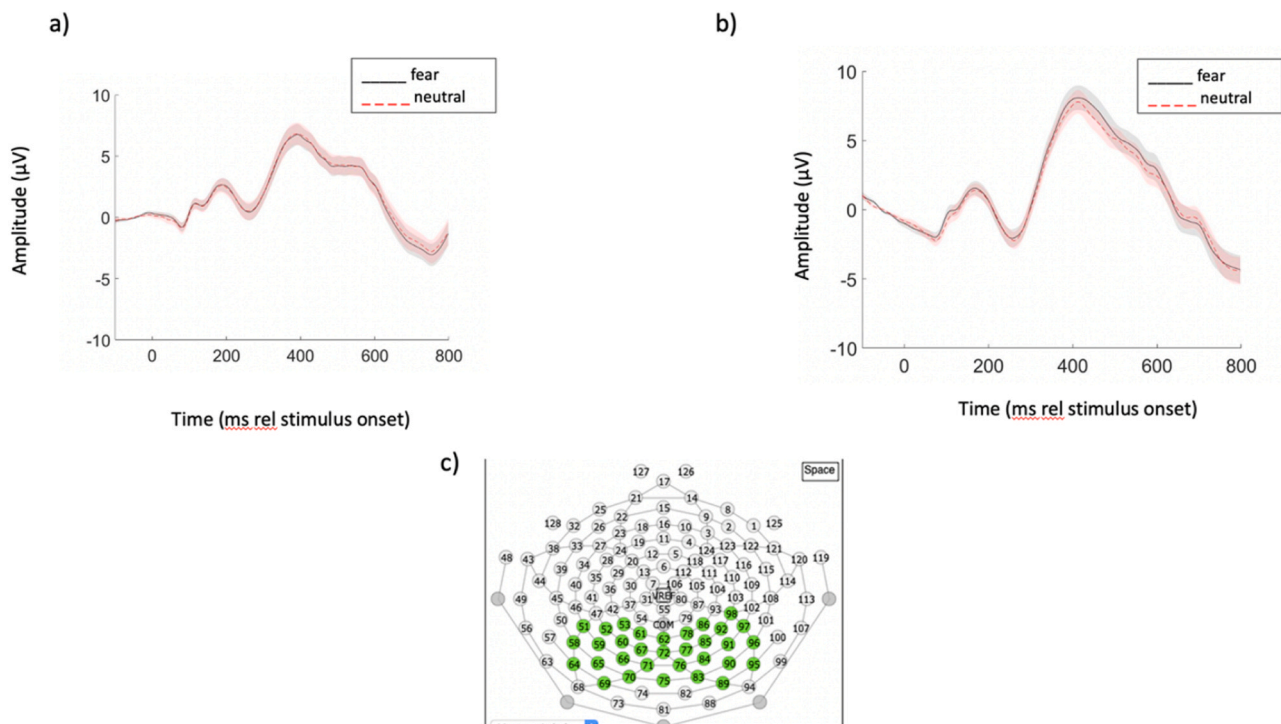 a)
fear
neutral
10
5
0
-5
-10
Amplitude (µV)
0 200 400 600 800
Time (ms rel stimulus onset)
b)
fear
neutral
10
5
0
-5
-10
Amplitude (µV)
0 200 400 600 800
Time (ms rel stimulus onset)
c)
Space
127 126
17
21 14
25 15 8
22 9
128 32 26 18 16 10 2 1 125
23 3
38 33 27 19 11 4 123 122 121
24 124
48 43 34 28 20 12 5 118 117 116 120 119
39 6 115
44 35 29 13 112 111 110 114
40 36 30 7 106 105 104 109
49 45 41 31 VREF 80 103 108 113
46 47 42 37 55 87 93 102
50 51 52 53 54 COM 79 86 92 98 97 101
56 61 62 78 107
57 58 59 60 67 72 77 85 91 96 100
63 64 65 66 71 76 84 90 95 99
68 69 70 75 83 89 94
74 82
73 81 88